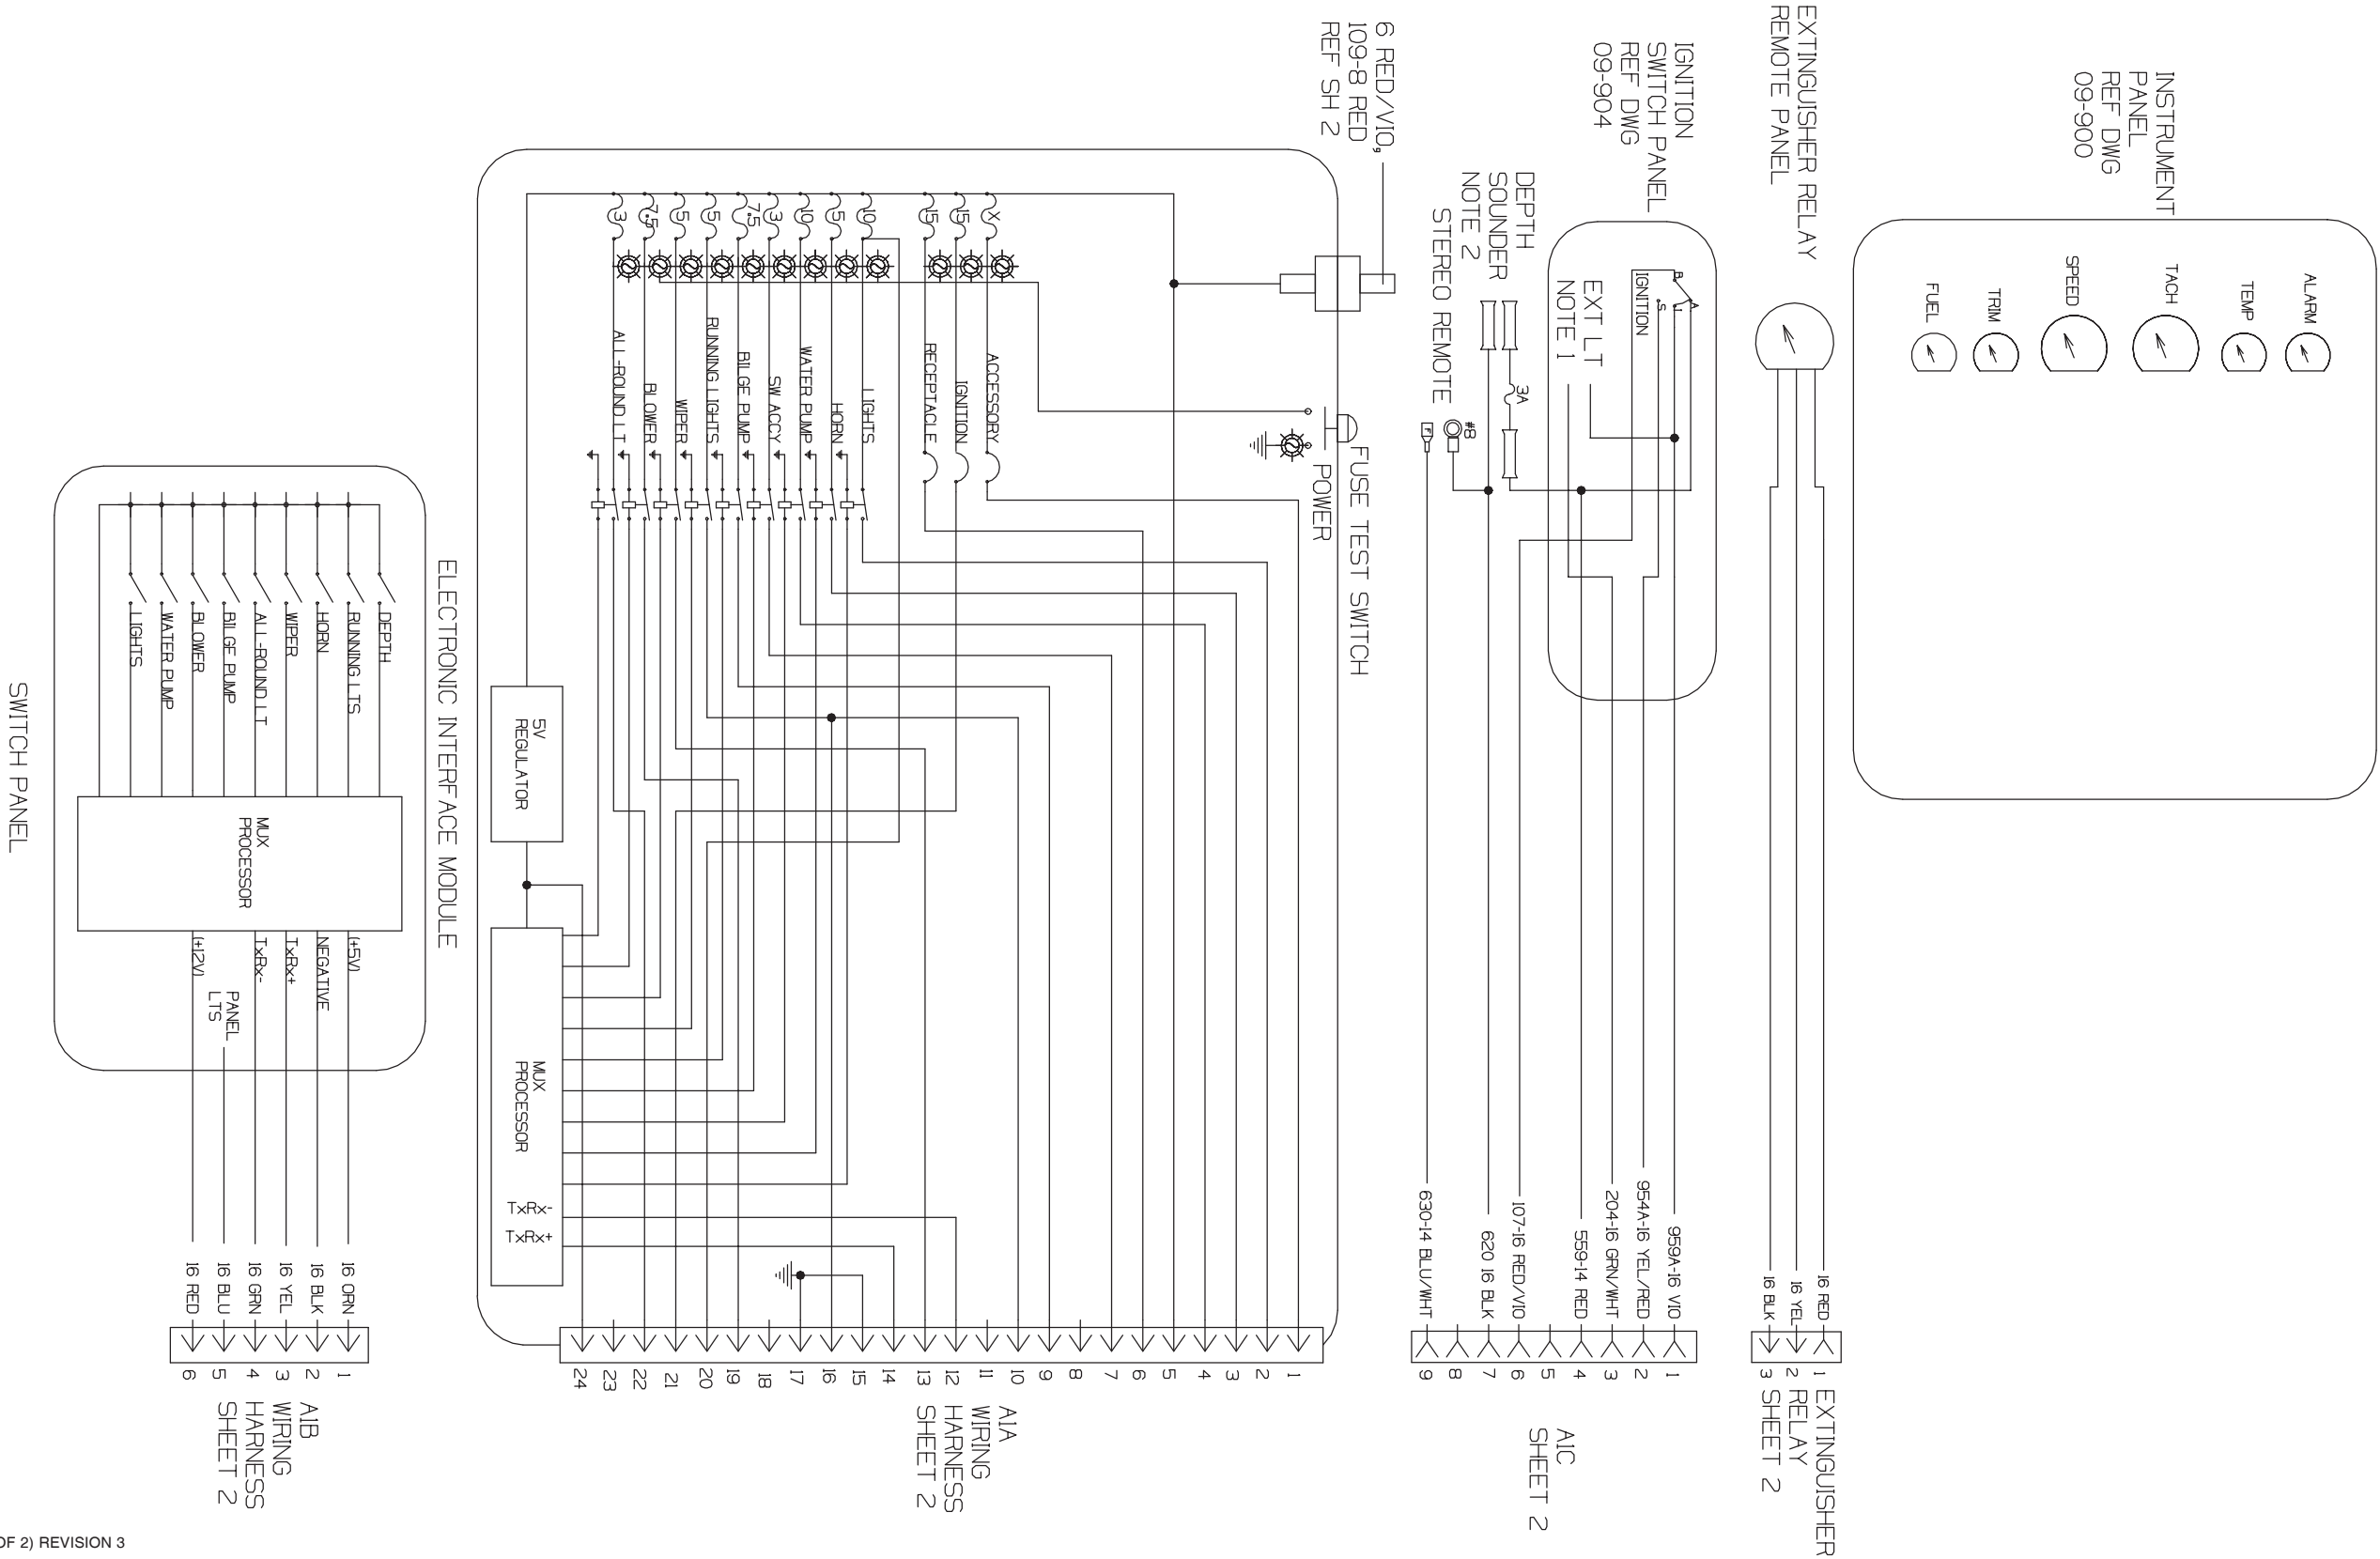 INSTRUMENT
PANEL
REF DWG
09-900
ALARM
TEMP
TACH
SPEED
TRIM
FUEL
EXTINGUISHER RELAY
REMOTE PANEL
16 RED
16 YEL
16 BLK
1
2
3
EXTINGUISHER
RELAY
SHEET 2
IGNITION
SWITCH PANEL
REF DWG
09-904
B
A
I
S
IGNITION
EXT LT
NOTE 1
DEPTH
SOUNDER
NOTE 2
3A
STEREO REMOTE
#8
F
959A-16 VIO
954A-16 YEL/RED
204-16 GRN/WHT
559-14 RED
107-16 RED/VIO
620 16 BLK
630-14 BLU/WHT
1
2
3
4
5
6
7
8
9
A1C
SHEET 2
6 RED/VIO,
109-8 RED
REF SH 2
FUSE TEST SWITCH
POWER
X
15
15
10
5
10
3
7.5
5
5
7.5
3
ACCESSORY
IGNITION
RECEPTACLE
LIGHTS
HORN
WATER PUMP
SW ACCY
BILGE PUMP
RUNNING LIGHTS
WIPER
BLOWER
ALL-ROUND LT
5V
REGULATOR
MUX
PROCESSOR
TxRx-
TxRx+
1
2
3
4
5
6
7
8
9
10
11
12
13
14
15
16
17
18
19
20
21
22
23
24
A1A
WIRING
HARNESS
SHEET 2
ELECTRONIC INTERFACE MODULE
DEPTH
RUNNING LTS
HORN
WIPER
ALL-ROUND LT
BILGE PUMP
BLOWER
WATER PUMP
LIGHTS
MUX
PROCESSOR
(+5V)
NEGATIVE
TxRx+
TxRx-
PANEL
LTS
(+12V)
16 ORN
16 BLK
16 YEL
16 GRN
16 BLU
16 RED
1
2
3
4
5
6
A1B
WIRING
HARNESS
SHEET 2
SWITCH PANEL
OF 2) REVISION 3